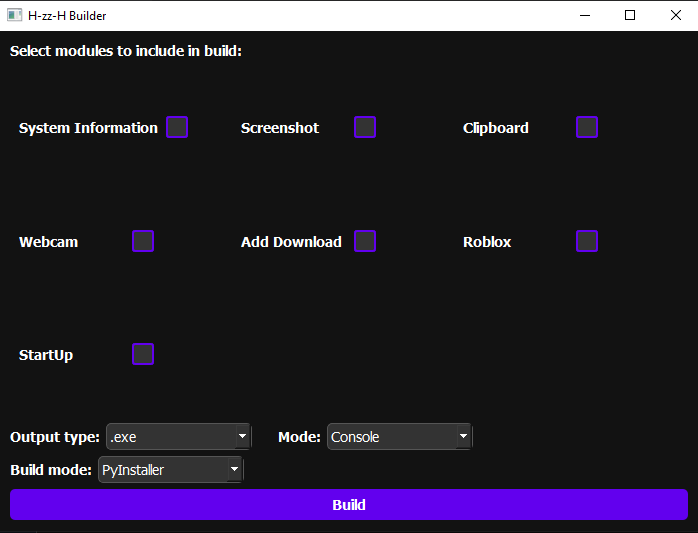 H-zz-H Builder
Select modules to include in build:
System Information Screenshot Clipboard
Webcam Add Download Roblox
StartUp
Output type: .exe Mode: Console
Build mode: PyInstaller
Build